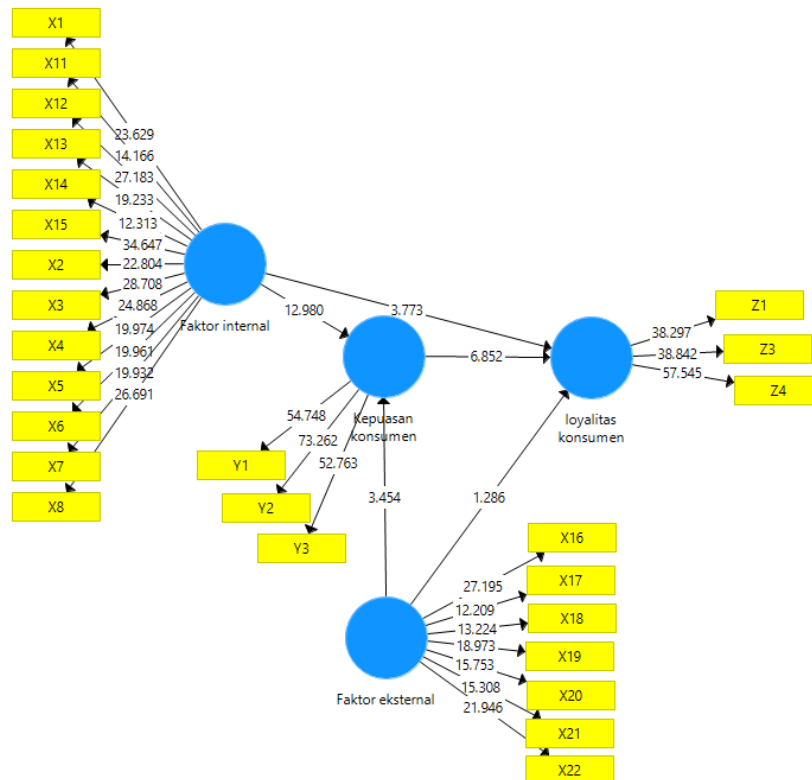 X1
X11
X12
X13
X14
X15
X2
X3
X4
X5
X6
X7
X8
23.629
14.166
27.183
19.233
12.313
34.647
22.804
28.708
24.868
19.974
19.961
19.932
26.691
Faktor internal
12.980
3.773
Kepuasan
konsumen
6.852
loyalitas
konsumen
38.297
38.842
57.545
Z1
Z3
Z4
54.748
73.262
52.763
Y1
Y2
Y3
3.454
1.286
Faktor eksternal
27.195
12.209
13.224
18.973
15.753
15.308
21.946
X16
X17
X18
X19
X20
X21
X22